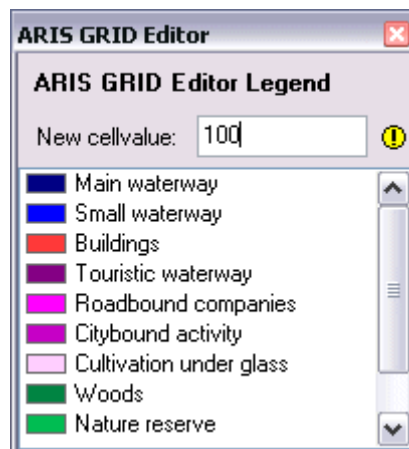 ARIS GRID Editor
ARIS GRID Editor Legend
New cellvalue: 100
Main waterway
Small waterway
Buildings
Touristic waterway
Roadbound companies
Citybound activity
Cultivation under glass
Woods
Nature reserve